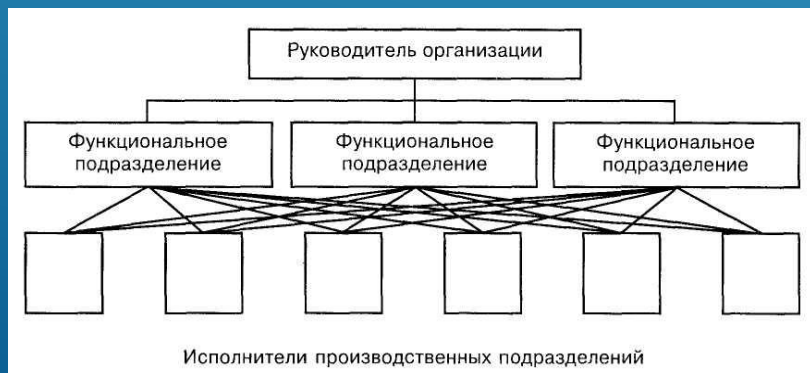 Руководитель организации
Функциональное
подразделение
Функциональное
подразделение
Функциональное
подразделение
Исполнители производственных подразделений